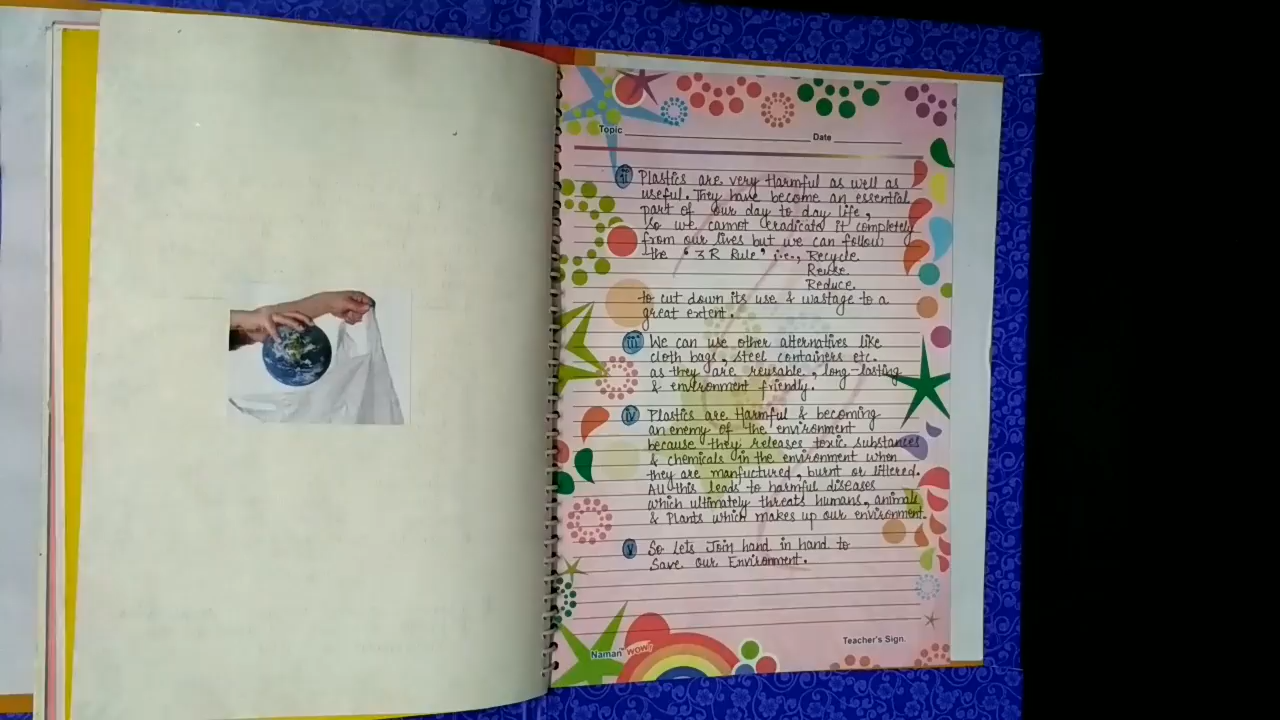 Topic
Date
ii Plastics are very Harmful as well as
useful. They have become an essential
part of our day to day life,
So we cannot eradicate it completely
from our lives but we can follow
the "3 R Rule" i.e., Recycle
Reuse
Reduce.
to cut down its use & wastage to a
great extent.
iii We can use other alternatives like
cloth bags, steel containers etc.
as they are reusable, long-lasting
& environment friendly.
iv Plastics are Harmful & becoming
an enemy of the environment
because they releases toxic substances
& chemicals in the environment when
they are manfuctured, burnt or littered.
All this leads to harmful diseases
which ultimately threats humans, animals
& Plants which makes up our environment.
v So Lets Join hand in hand to
Save our Environment.
Teacher's Sign.
Naman™ wow!